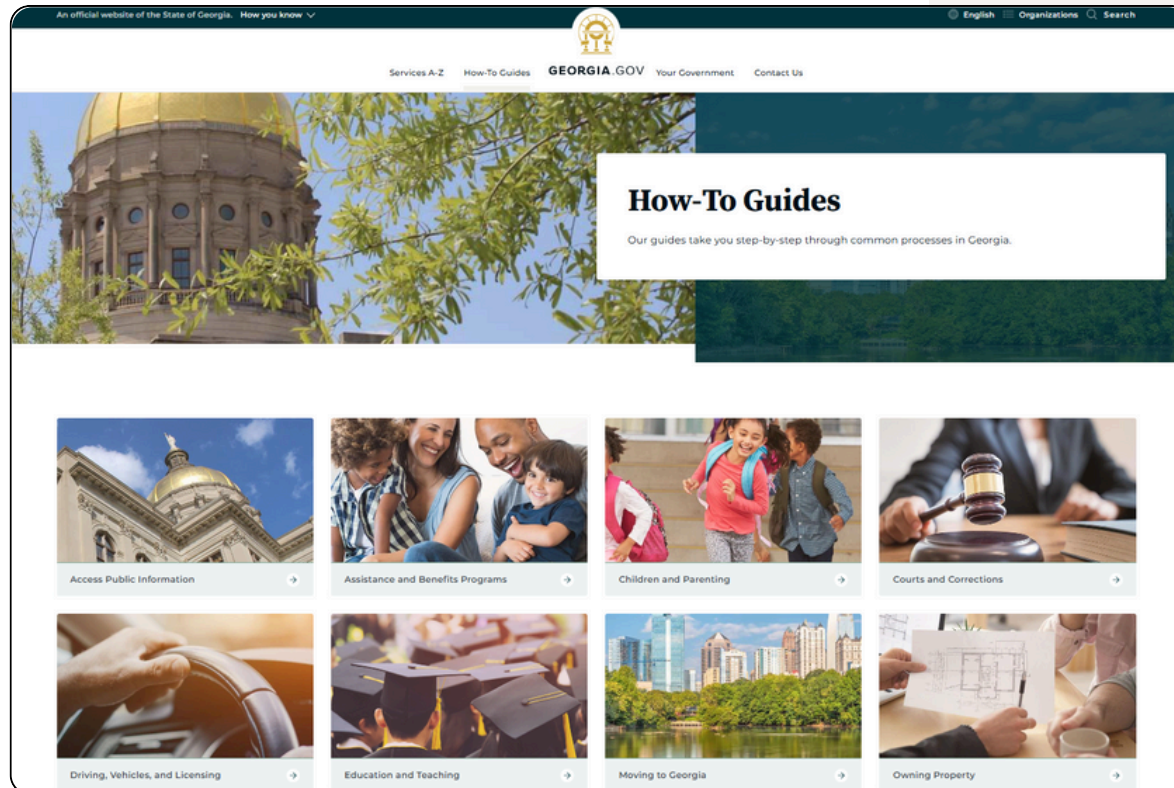 An official website of the State of Georgia. How you know
English Organizations Search
Services A-Z How-To Guides GEORGIA.GOV Your Government Contact Us
How-To Guides
Our guides take you step-by-step through common processes in Georgia.
Access Public Information
Assistance and Benefits Programs
Children and Parenting
Courts and Corrections
Driving, Vehicles, and Licensing
Education and Teaching
Moving to Georgia
Owning Property